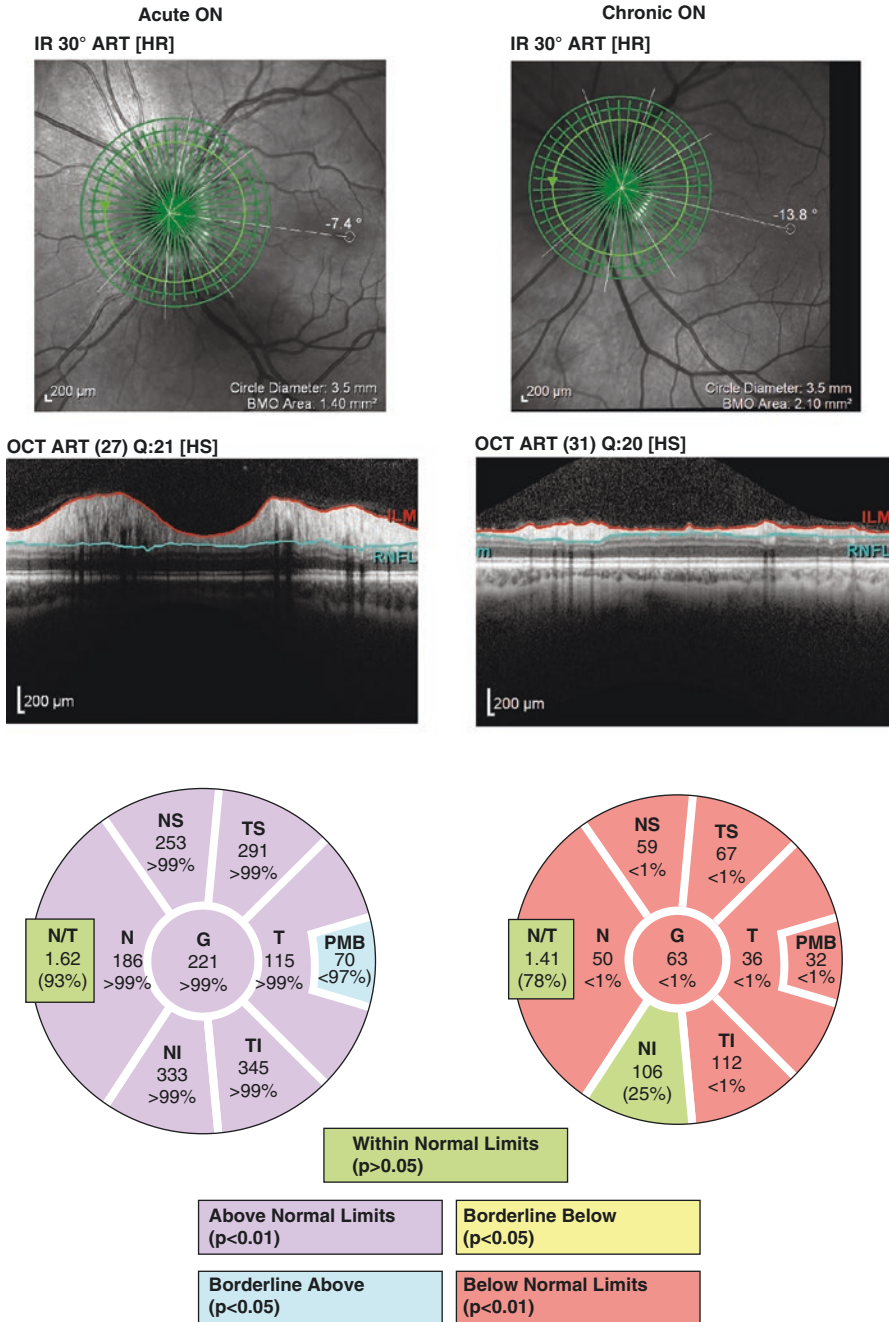 Acute ON
Chronic ON
IR 30° ART [HR]
IR 30° ART [HR]
-7.4 °
-13.8 °
200 µm
Circle Diameter: 3.5 mm
BMO Area: 1.40 mm²
200 µm
Circle Diameter: 3.5 mm
BMO Area: 2.10 mm²
OCT ART (27) Q:21 [HS]
OCT ART (31) Q:20 [HS]
ILM
RNFL
200 µm
ILM
m
RNFL
200 µm
NS
253
>99%
TS
291
>99%
N/T
1.62
(93%)
N
186
>99%
G
221
>99%
T
115
>99%
PMB
70
<97%
NI
333
>99%
TI
345
>99%
NS
59
<1%
TS
67
<1%
N/T
1.41
(78%)
N
50
<1%
G
63
<1%
T
36
<1%
PMB
32
<1%
NI
106
(25%)
TI
112
<1%
Within Normal Limits
(p>0.05)
Above Normal Limits
(p<0.01)
Borderline Below
(p<0.05)
Borderline Above
(p<0.05)
Below Normal Limits
(p<0.01)